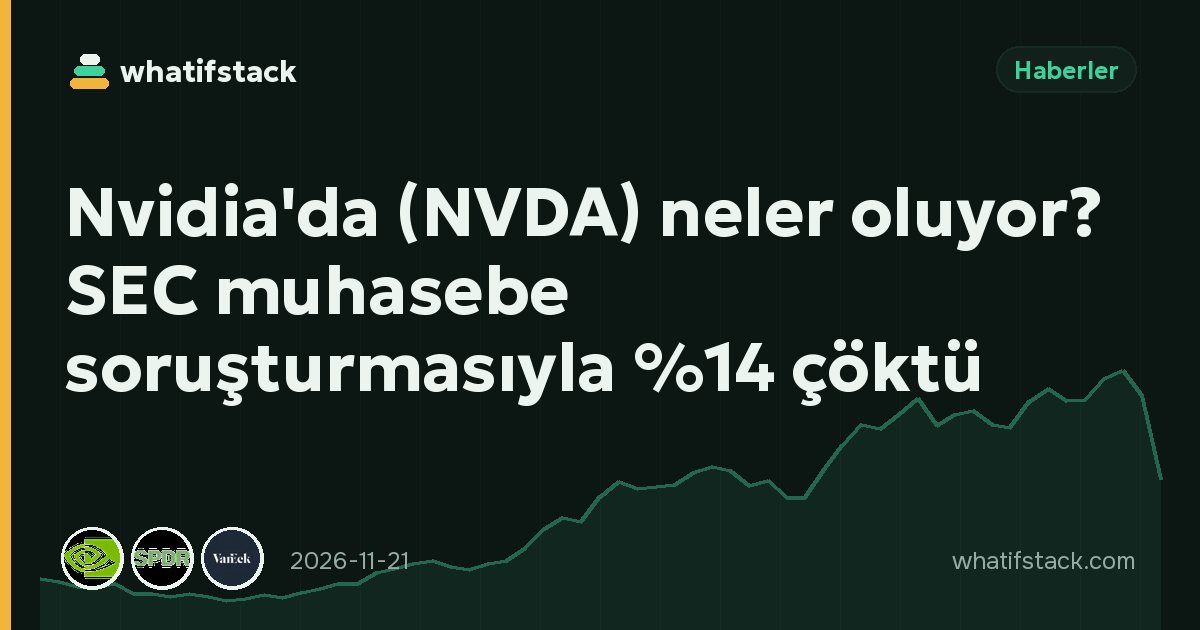 whatifstack
Haberler
Nvidia'da (NVDA) neler oluyor?
SEC muhasebe
soruşturmasıyla %14 çöktü
SPDR
VanEck
2026-11-21
whatifstack.com